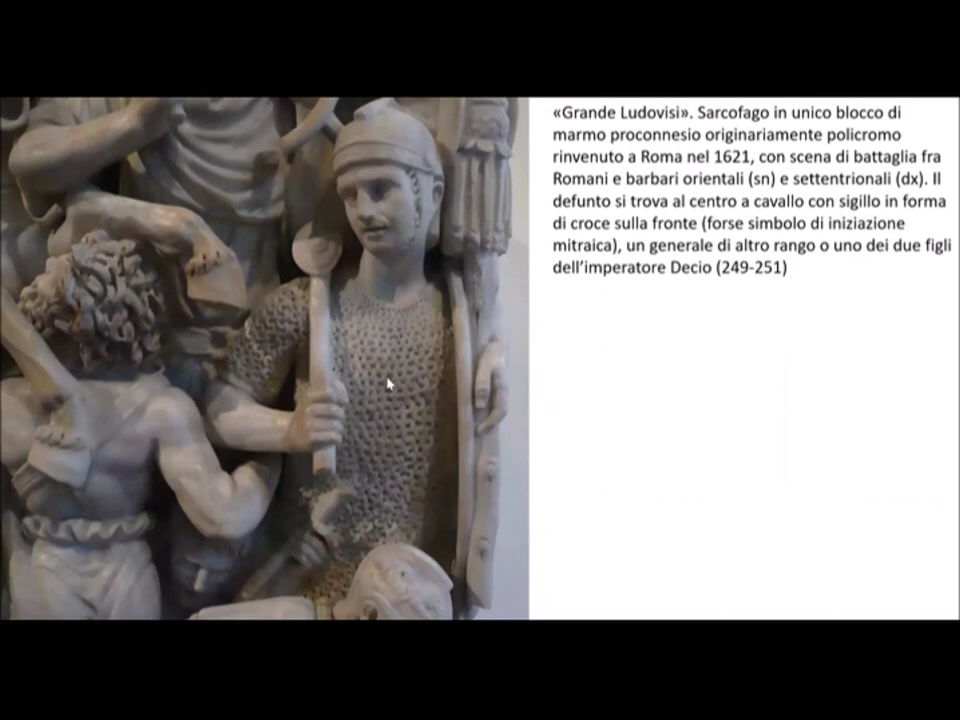 «Grande Ludovisi». Sarcofago in unico blocco di
marmo proconnesio originariamente policromo
rinvenuto a Roma nel 1621, con scena di battaglia fra
Romani e barbari orientali (sn) e settentrionali (dx). Il
defunto si trova al centro a cavallo con sigillo in forma
di croce sulla fronte (forse simbolo di iniziazione
mitraica), un generale di altro rango o uno dei due figli
dell'imperatore Decio (249-251)